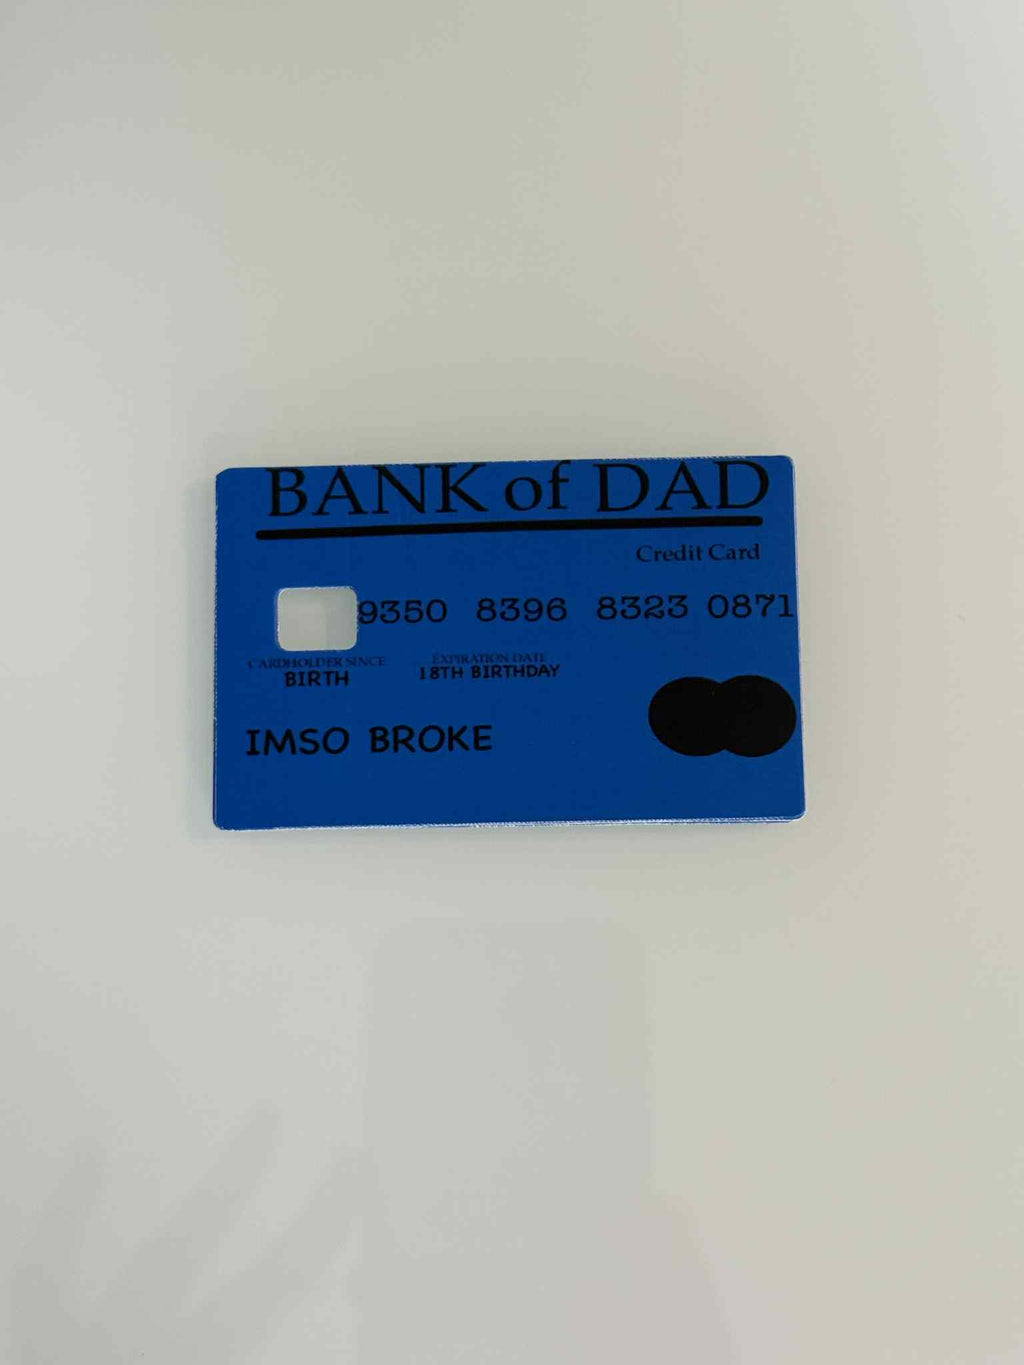 BANK of DAD
Credit Card
9350 8396 8323 0871
CARDHOLDER SINCE EXPIRATION DATE
BIRTH 18TH BIRTHDAY
IMSO BROKE